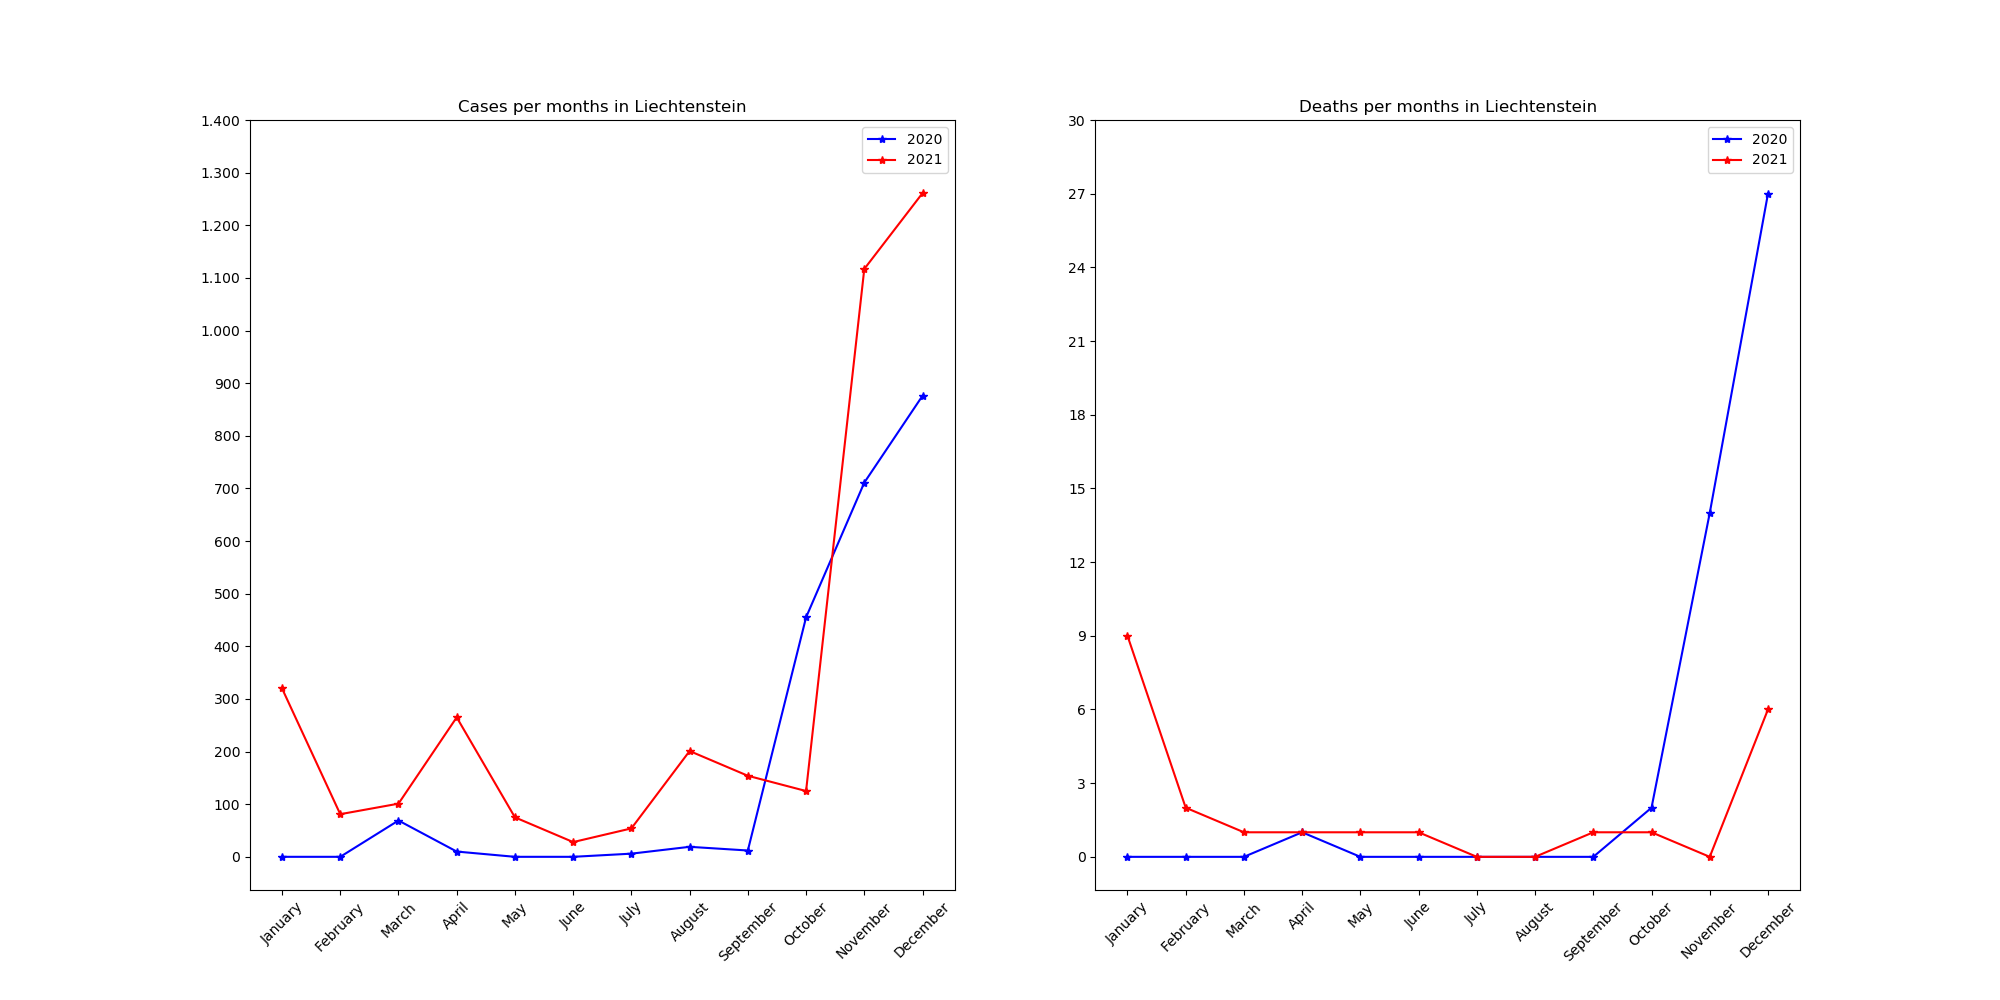 Cases per months in Liechtenstein
1.400
1.300
1.200
1.100
1.000
900
800
700
600
500
400
300
200
100
0
2020
2021
January
February
March
April
May
June
July
August
September
October
November
December
Deaths per months in Liechtenstein
30
27
24
21
18
15
12
9
6
3
0
2020
2021
January
February
March
April
May
June
July
August
September
October
November
December